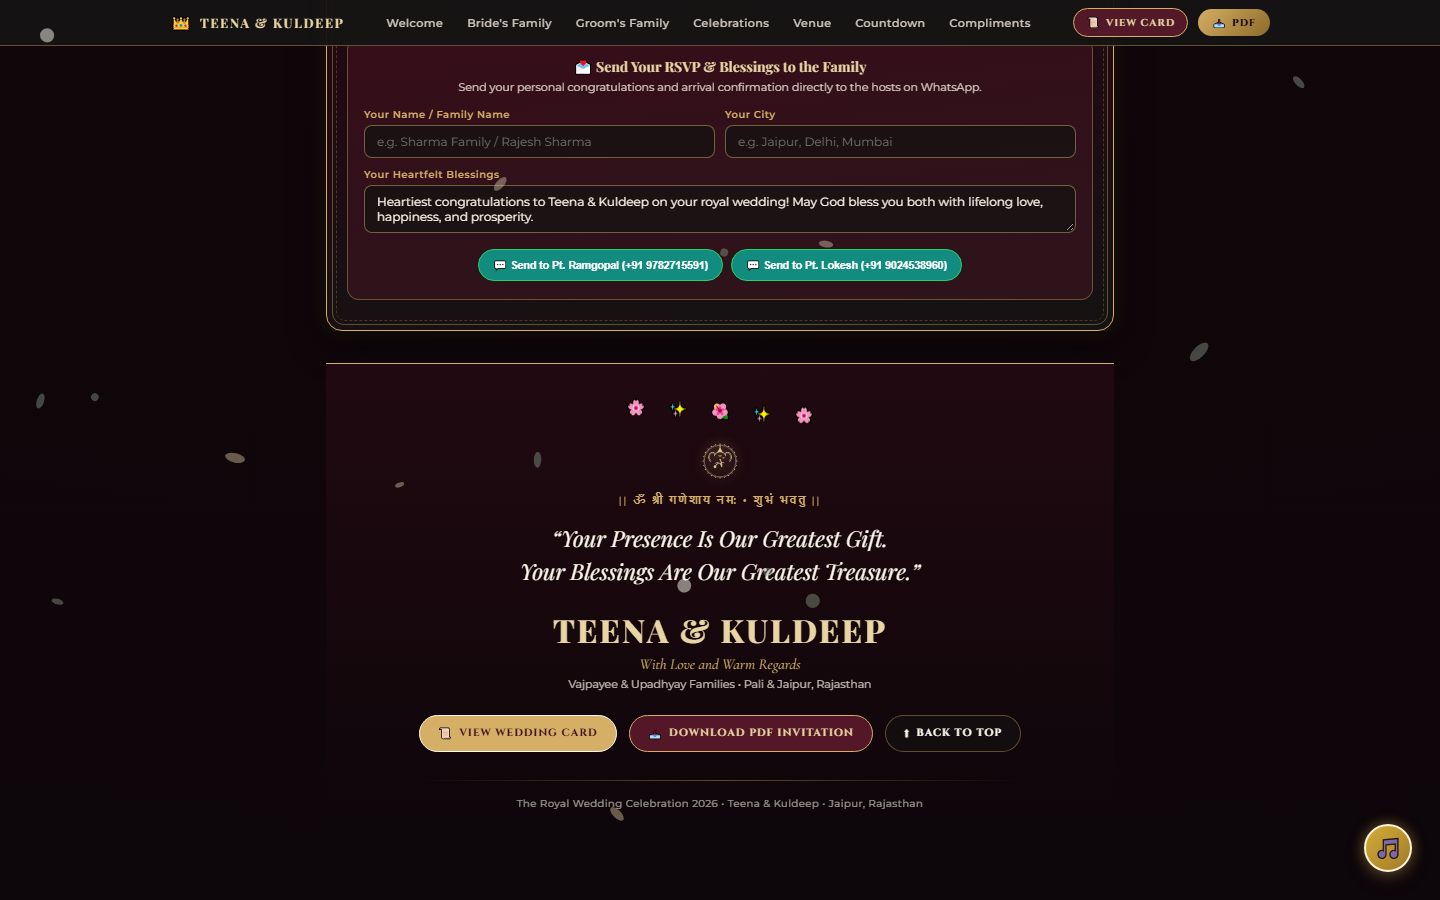 TEENA & KULDEEP
Welcome
Bride's Family
Groom's Family
Celebrations
Venue
Countdown
Compliments
VIEW CARD
PDF
Send Your RSVP & Blessings to the Family
Send your personal congratulations and arrival confirmation directly to the hosts on WhatsApp.
Your Name / Family Name
Your City
e.g. Sharma Family / Rajesh Sharma
e.g. Jaipur, Delhi, Mumbai
Your Heartfelt Blessings
Heartiest congratulations to Teena & Kuldeep on your royal wedding! May God bless you both with lifelong love,
happiness, and prosperity.
Send to Pt. Ramgopal (+91 9782715591)
Send to Pt. Lokesh (+91 9024538960)
|| ॐ श्री गणेशाय नमः • शुभं भवतु ||
“Your Presence Is Our Greatest Gift.
Your Blessings Are Our Greatest Treasure.”
TEENA & KULDEEP
With Love and Warm Regards
Vajpayee & Upadhyay Families • Pali & Jaipur, Rajasthan
VIEW WEDDING CARD
DOWNLOAD PDF INVITATION
⬆ BACK TO TOP
The Royal Wedding Celebration 2026 • Teena & Kuldeep • Jaipur, Rajasthan